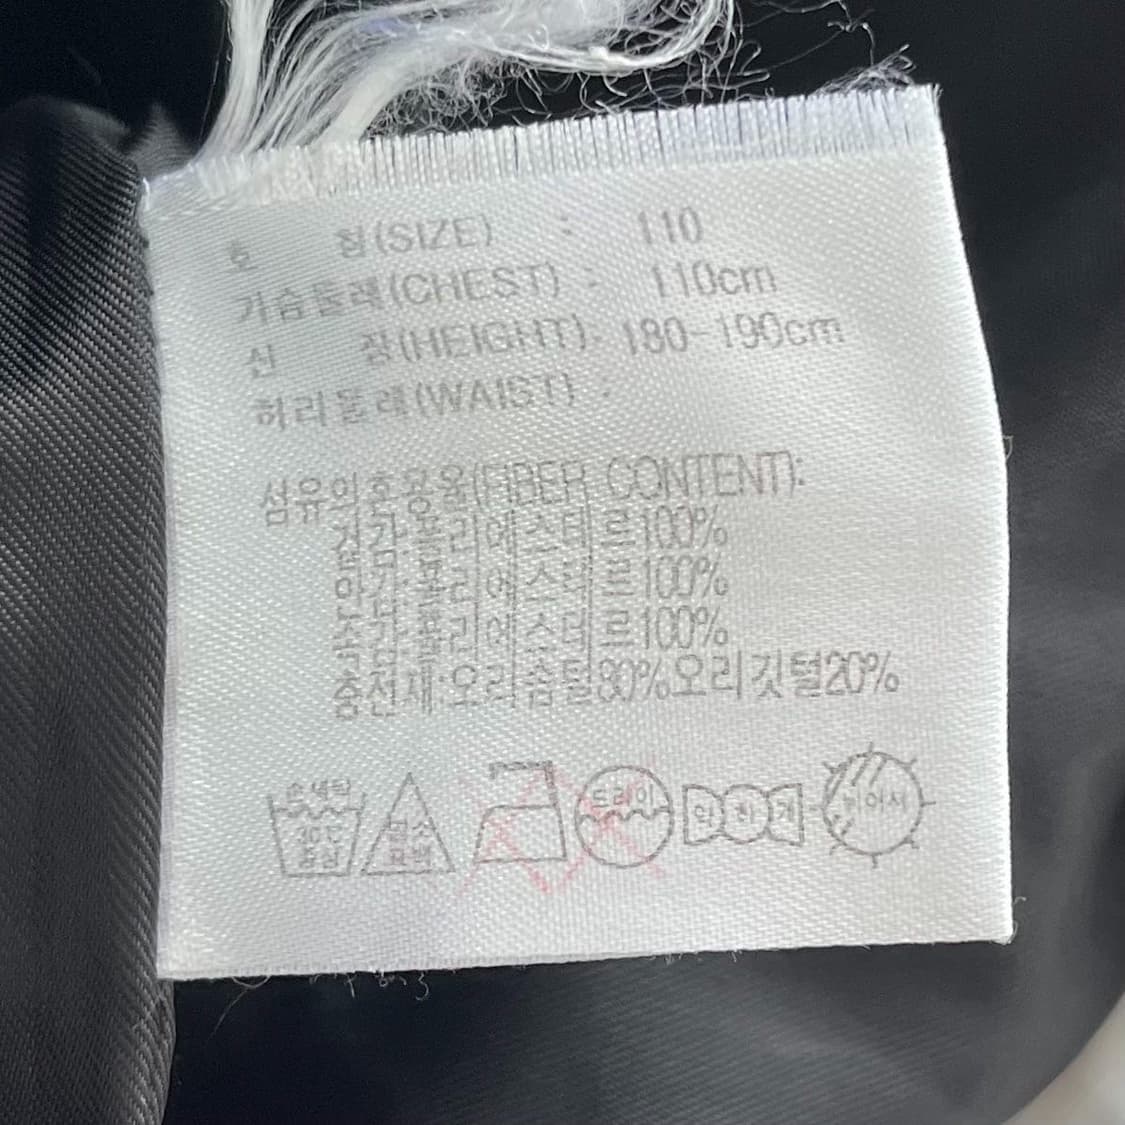 호 칭(SIZE) : 110
가슴둘레(CHEST) : 110cm
신 장(HEIGHT): 180-190cm
허리둘레(WAIST) :
섬유의혼용율(FIBER CONTENT):
겉감:폴리에스테르100%
안감:폴리에스테르100%
속감:폴리에스테르100%
충전재:오리솜털80%오리깃털20%
손세탁 드라이 약하게 뉘어서
30℃ 염소
중성 표백